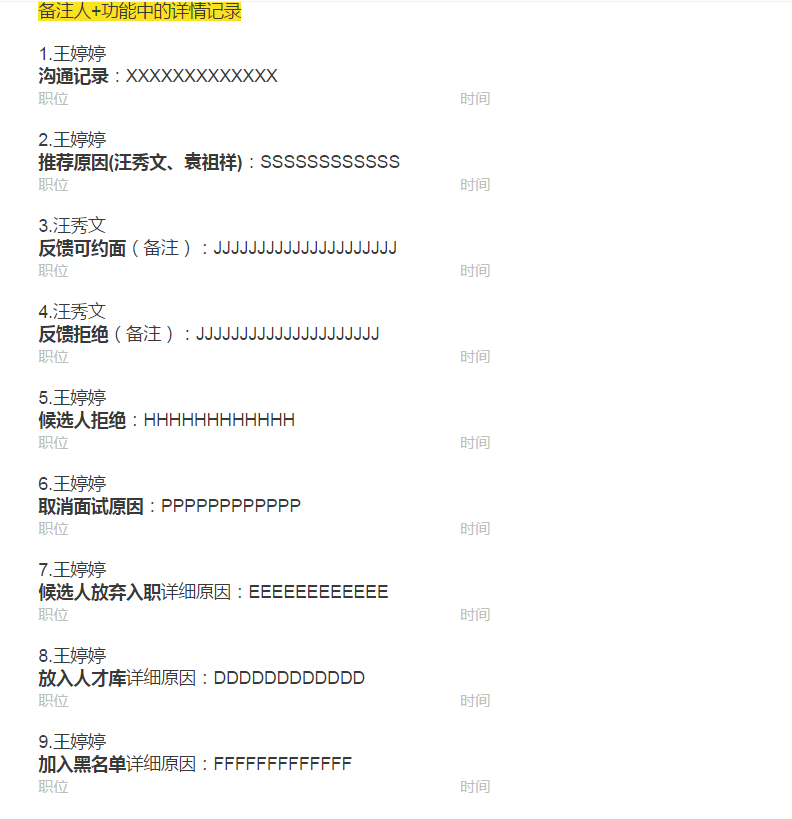 备注人+功能中的详情记录
1.王婷婷
沟通记录：XXXXXXXXXXXXX
职位 时间
2.王婷婷
推荐原因(汪秀文、袁祖祥)：SSSSSSSSSSSS
职位 时间
3.汪秀文
反馈可约面（备注）：JJJJJJJJJJJJJJJJJJJJJ
职位 时间
4.汪秀文
反馈拒绝（备注）：JJJJJJJJJJJJJJJJJJJJJ
职位 时间
5.王婷婷
候选人拒绝：HHHHHHHHHHHH
职位 时间
6.王婷婷
取消面试原因：PPPPPPPPPPPP
职位 时间
7.王婷婷
候选人放弃入职详细原因：EEEEEEEEEEEE
职位 时间
8.王婷婷
放入人才库详细原因：DDDDDDDDDDDD
职位 时间
9.王婷婷
加入黑名单详细原因：FFFFFFFFFFFFF
职位 时间